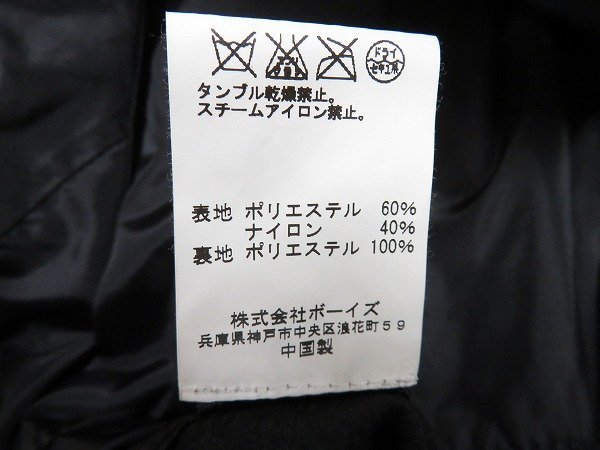 ドライ
セキユ系
タンブル乾燥禁止。
スチームアイロン禁止。
表地 ポリエステル 60%
ナイロン 40%
裏地 ポリエステル 100%
株式会社ボーイズ
兵庫県神戸市中央区浪花町59
中国製